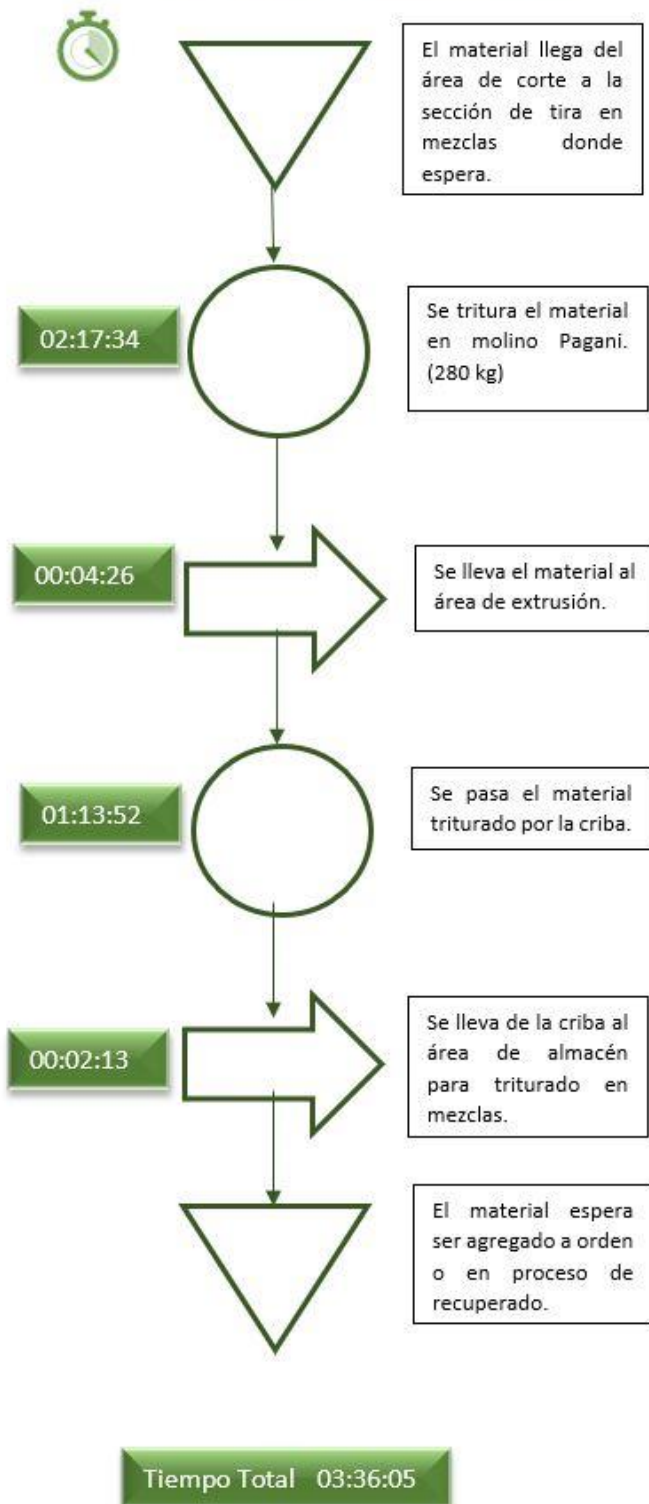 El material llega del
área de corte a la
sección de tira en
mezclas donde
espera.
02:17:34
Se tritura el material
en molino Pagani.
(280 kg)
00:04:26
Se lleva el material al
área de extrusión.
01:13:52
Se pasa el material
triturado por la criba.
00:02:13
Se lleva de la criba al
área de almacén
para triturado en
mezclas.
El material espera
ser agregado a orden
o en proceso de
recuperado.
Tiempo Total 03:36:05